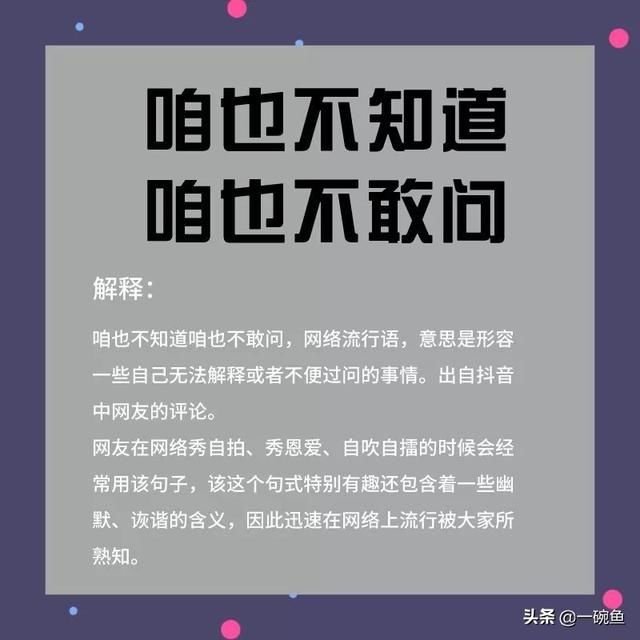 咱也不知道
咱也不敢问
解释：
咱也不知道咱也不敢问，网络流行语，意思是形容
一些自己无法解释或者不便过问的事情。出自抖音
中网友的评论。
网友在网络秀自拍、秀恩爱、自吹自擂的时候会经
常用该句子，该这个句式特别有趣还包含着一些幽
默、诙谐的含义，因此迅速在网络上流行被大家所
熟知。
头条 @一碗鱼